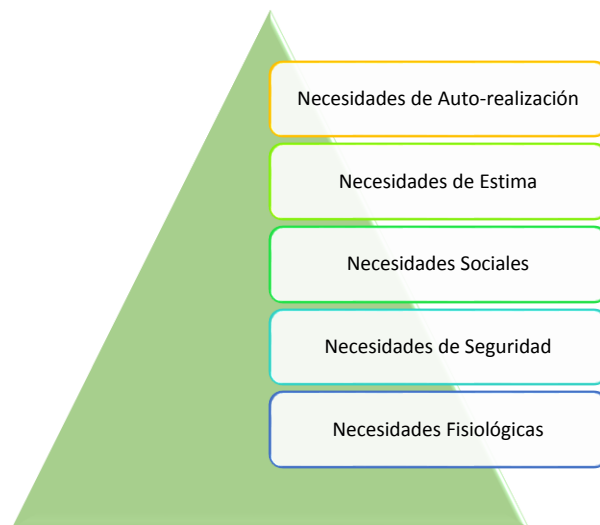 Necesidades de Auto-realización
Necesidades de Estima
Necesidades Sociales
Necesidades de Seguridad
Necesidades Fisiológicas